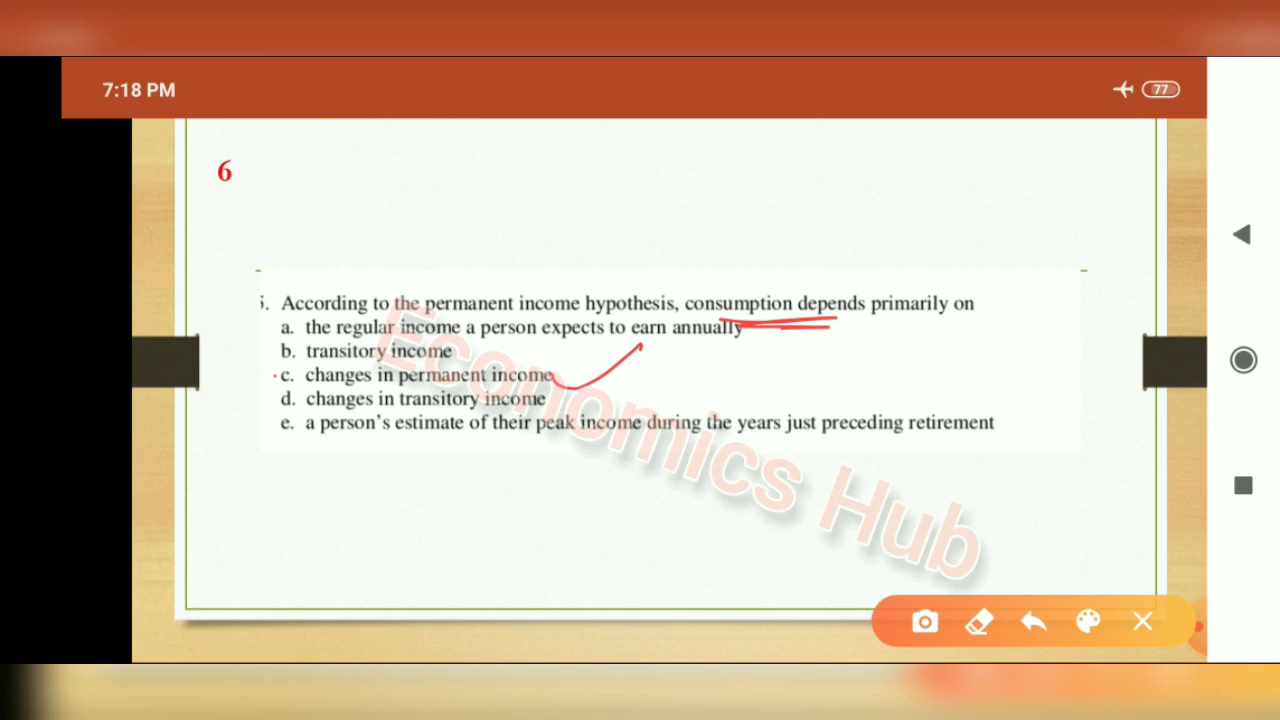 7:18 PM
77
6
5. According to the permanent income hypothesis, consumption depends primarily on
a. the regular income a person expects to earn annually
b. transitory income
c. changes in permanent income
d. changes in transitory income
e. a person's estimate of their peak income during the years just preceding retirement
Economics Hub